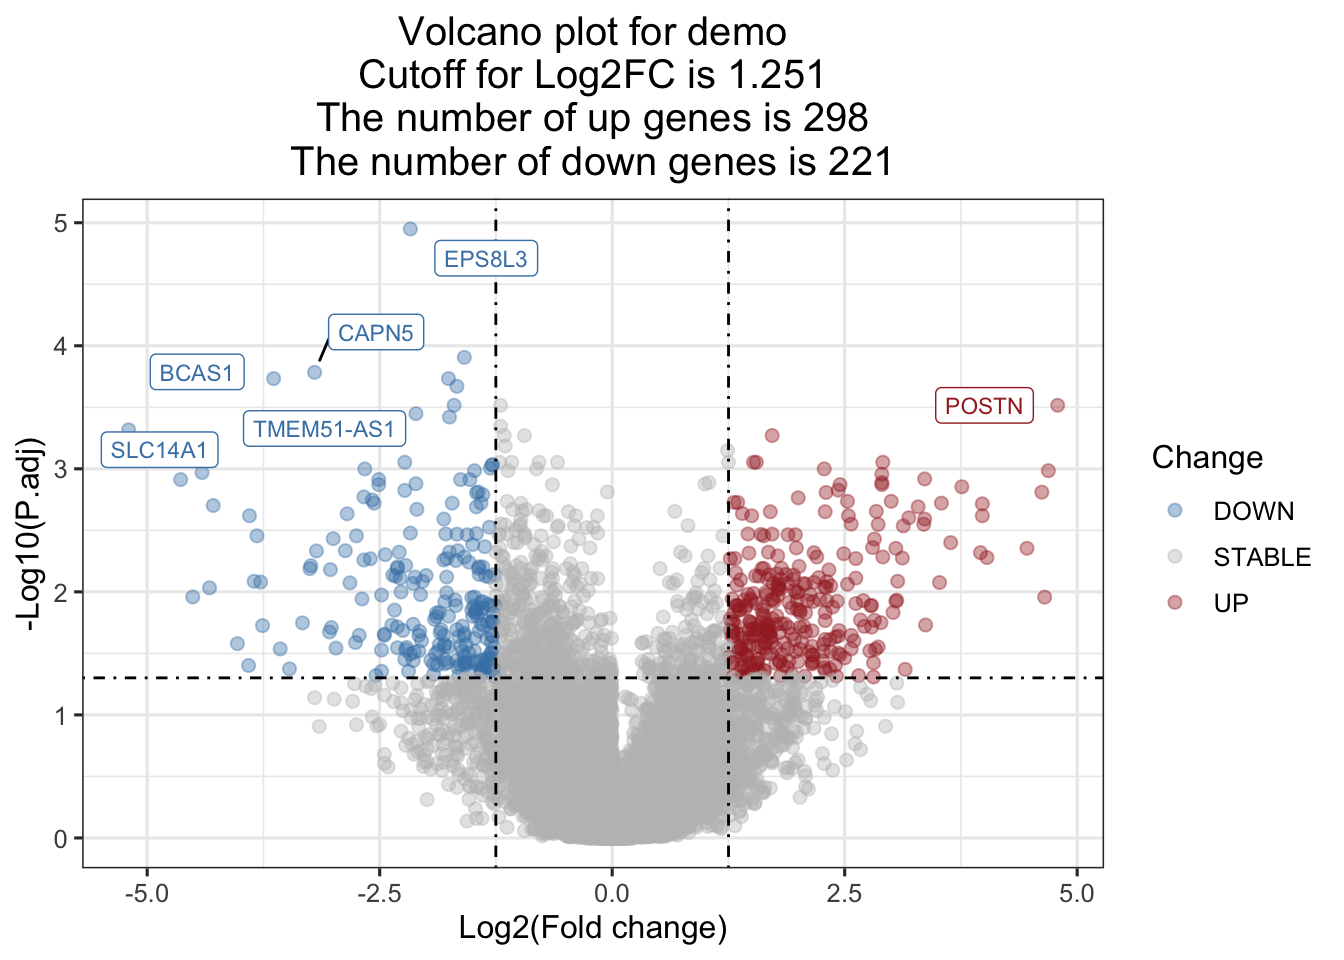 Volcano plot for demo
Cutoff for Log2FC is 1.251
The number of up genes is 298
The number of down genes is 221
-Log10(P.adj)
5
4
3
2
1
0
EPS8L3
CAPN5
BCAS1
POSTN
TMEM51-AS1
SLC14A1
-5.0
-2.5
0.0
2.5
5.0
Log2(Fold change)
Change
DOWN
STABLE
UP